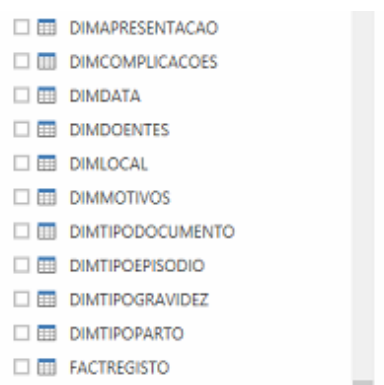 DIMAPRESENTACAO
DIMCOMPLICACOES
DIMDATA
DIMDOENTES
DIMLOCAL
DIMMOTIVOS
DIMTIPODOCUMENTO
DIMTIPOEPISODIO
DIMTIPOGRAVIDEZ
DIMTIPOPARTO
FACTREGISTO